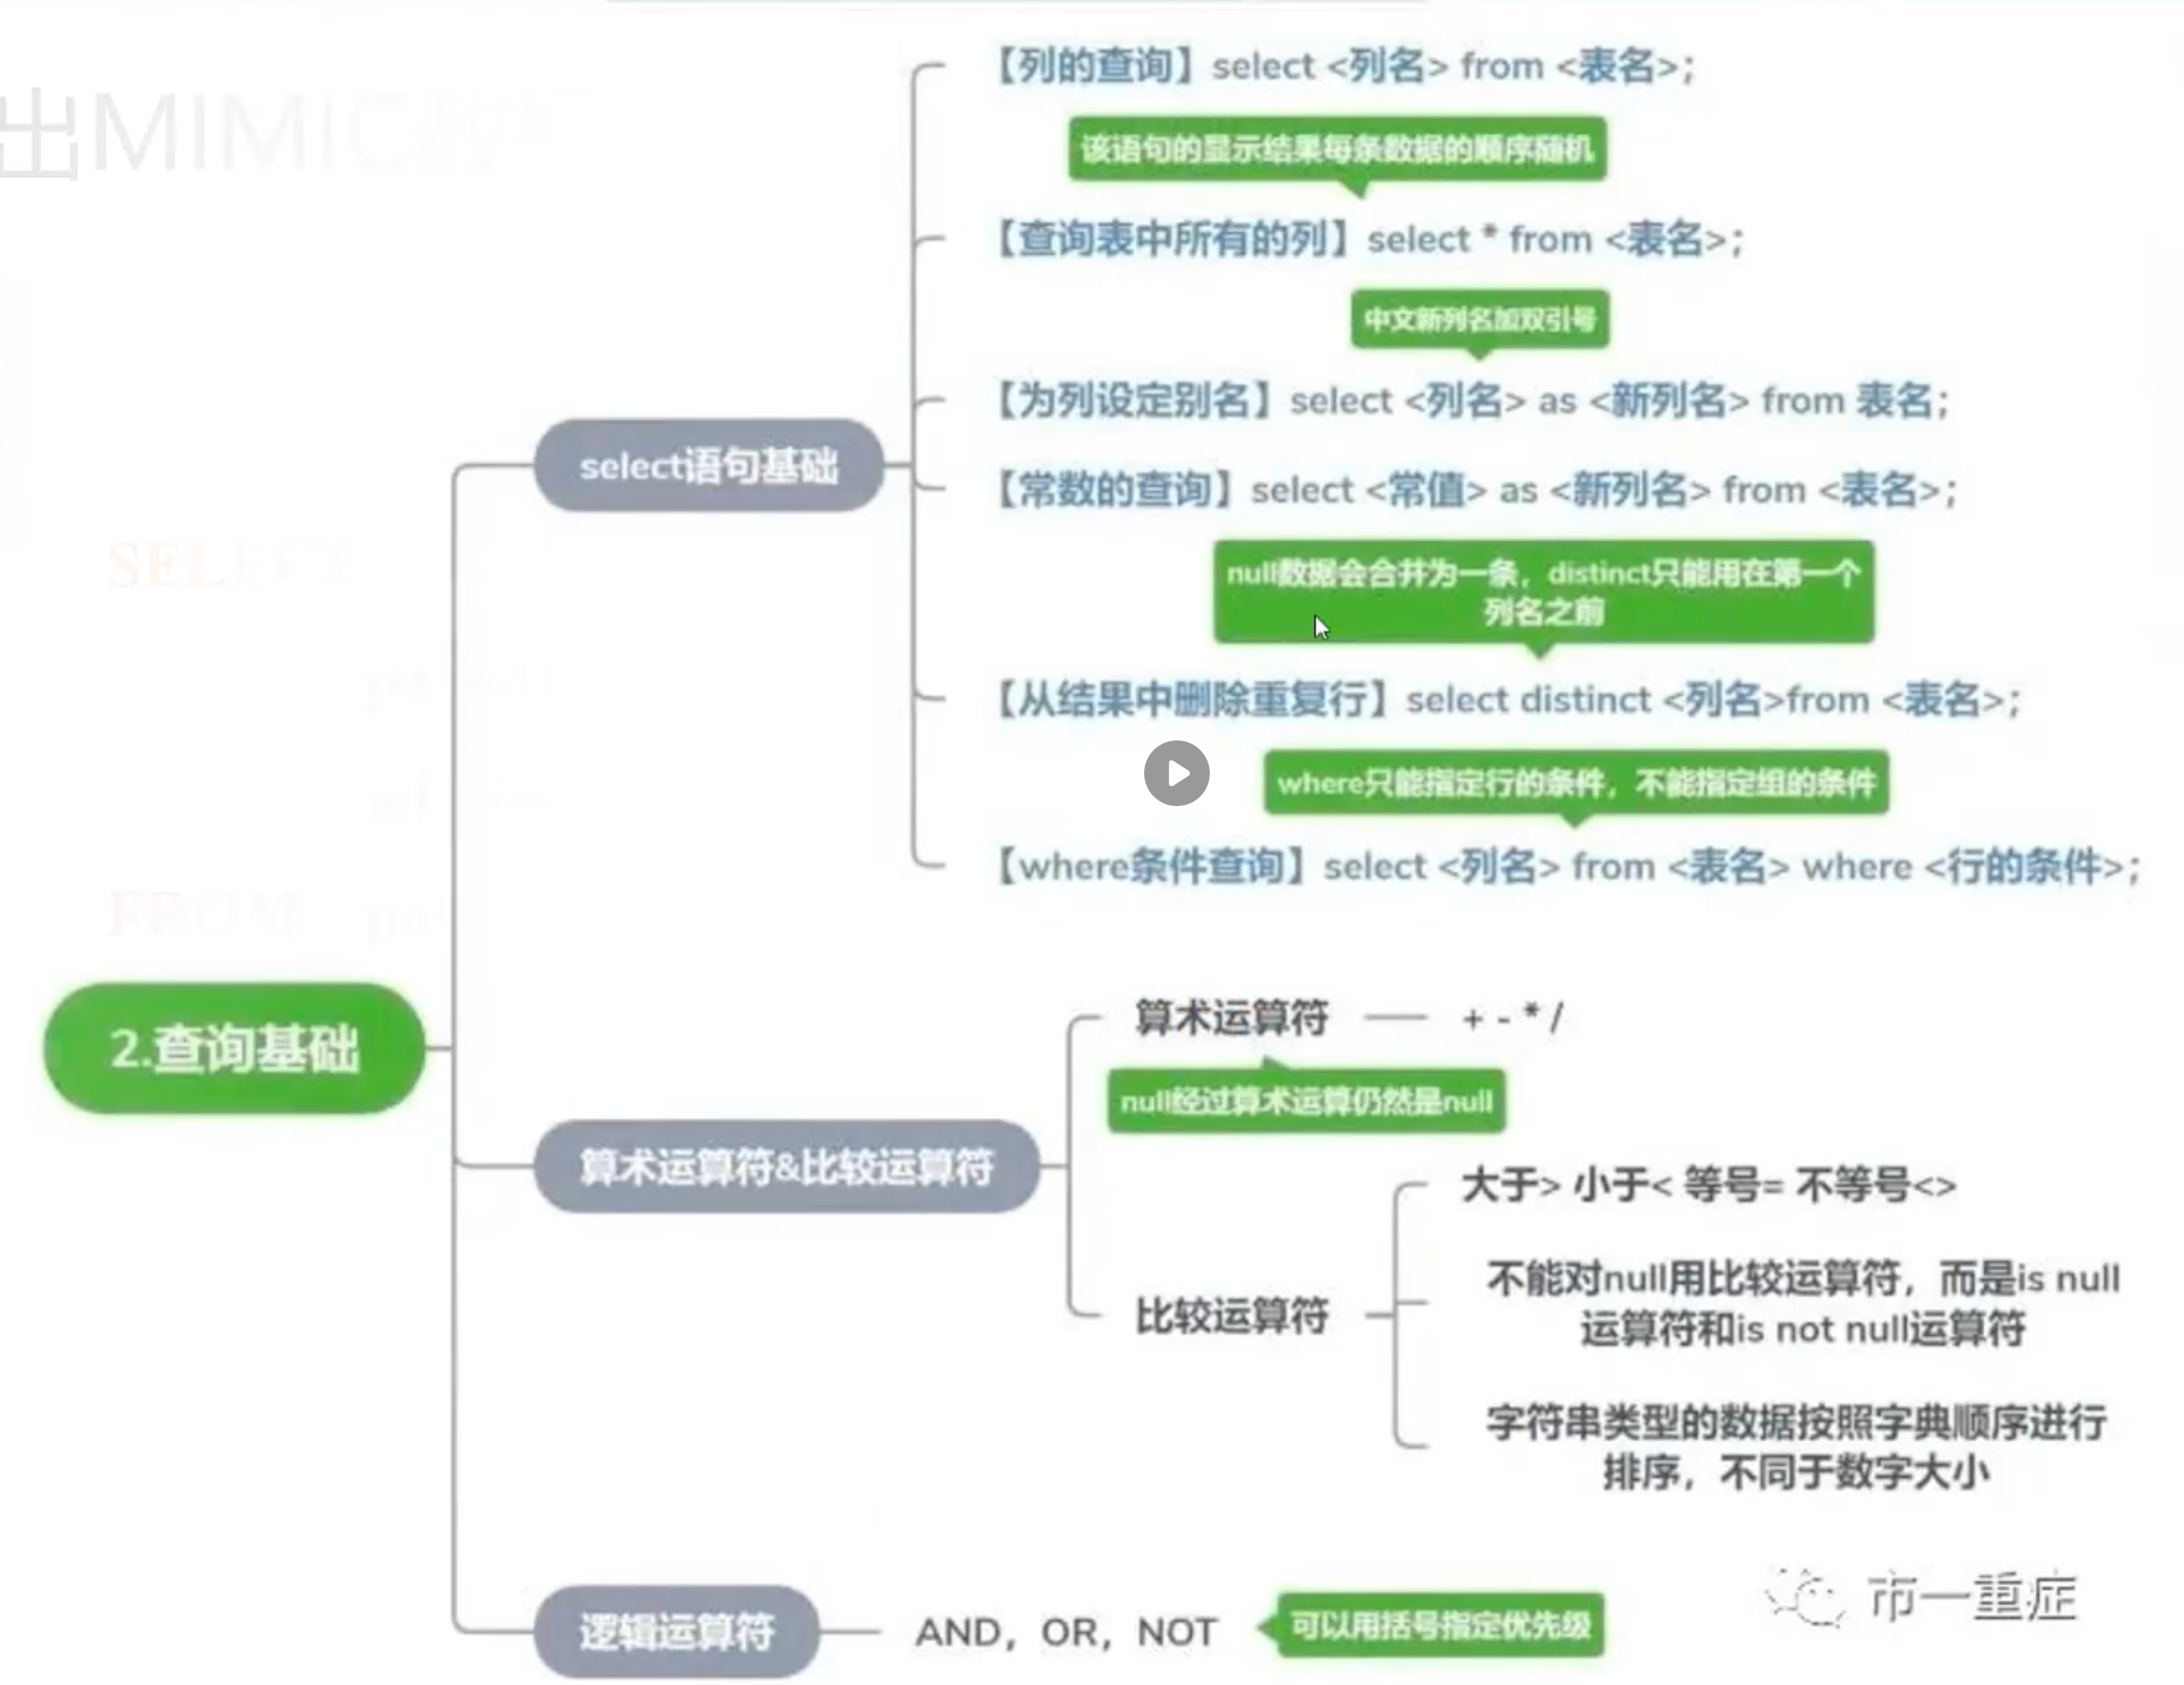 出MIMIC
【列的查询】select <列名> from <表名>；
该语句的显示结果每条数据的顺序随机
【查询表中所有的列】select * from <表名>；
中文新列名加双引号
【为列设定别名】select <列名> as <新列名> from 表名；
select语句基础
【常数的查询】select <常值> as <新列名> from <表名>；
SELECT
null数据会合并为一条，distinct只能用在第一个
列名之前
【从结果中删除重复行】select distinct <列名>from <表名>；
where只能指定行的条件，不能指定组的条件
【where条件查询】select <列名> from <表名> where <行的条件>；
FROM
2.查询基础
算术运算符 + - * /
null经过算术运算仍然是null
算术运算符&比较运算符
大于> 小于< 等号= 不等号<>
比较运算符
不能对null用比较运算符，而是is null
运算符和is not null运算符
字符串类型的数据按照字典顺序进行
排序，不同于数字大小
逻辑运算符
AND，OR，NOT
可以用括号指定优先级
市一重症